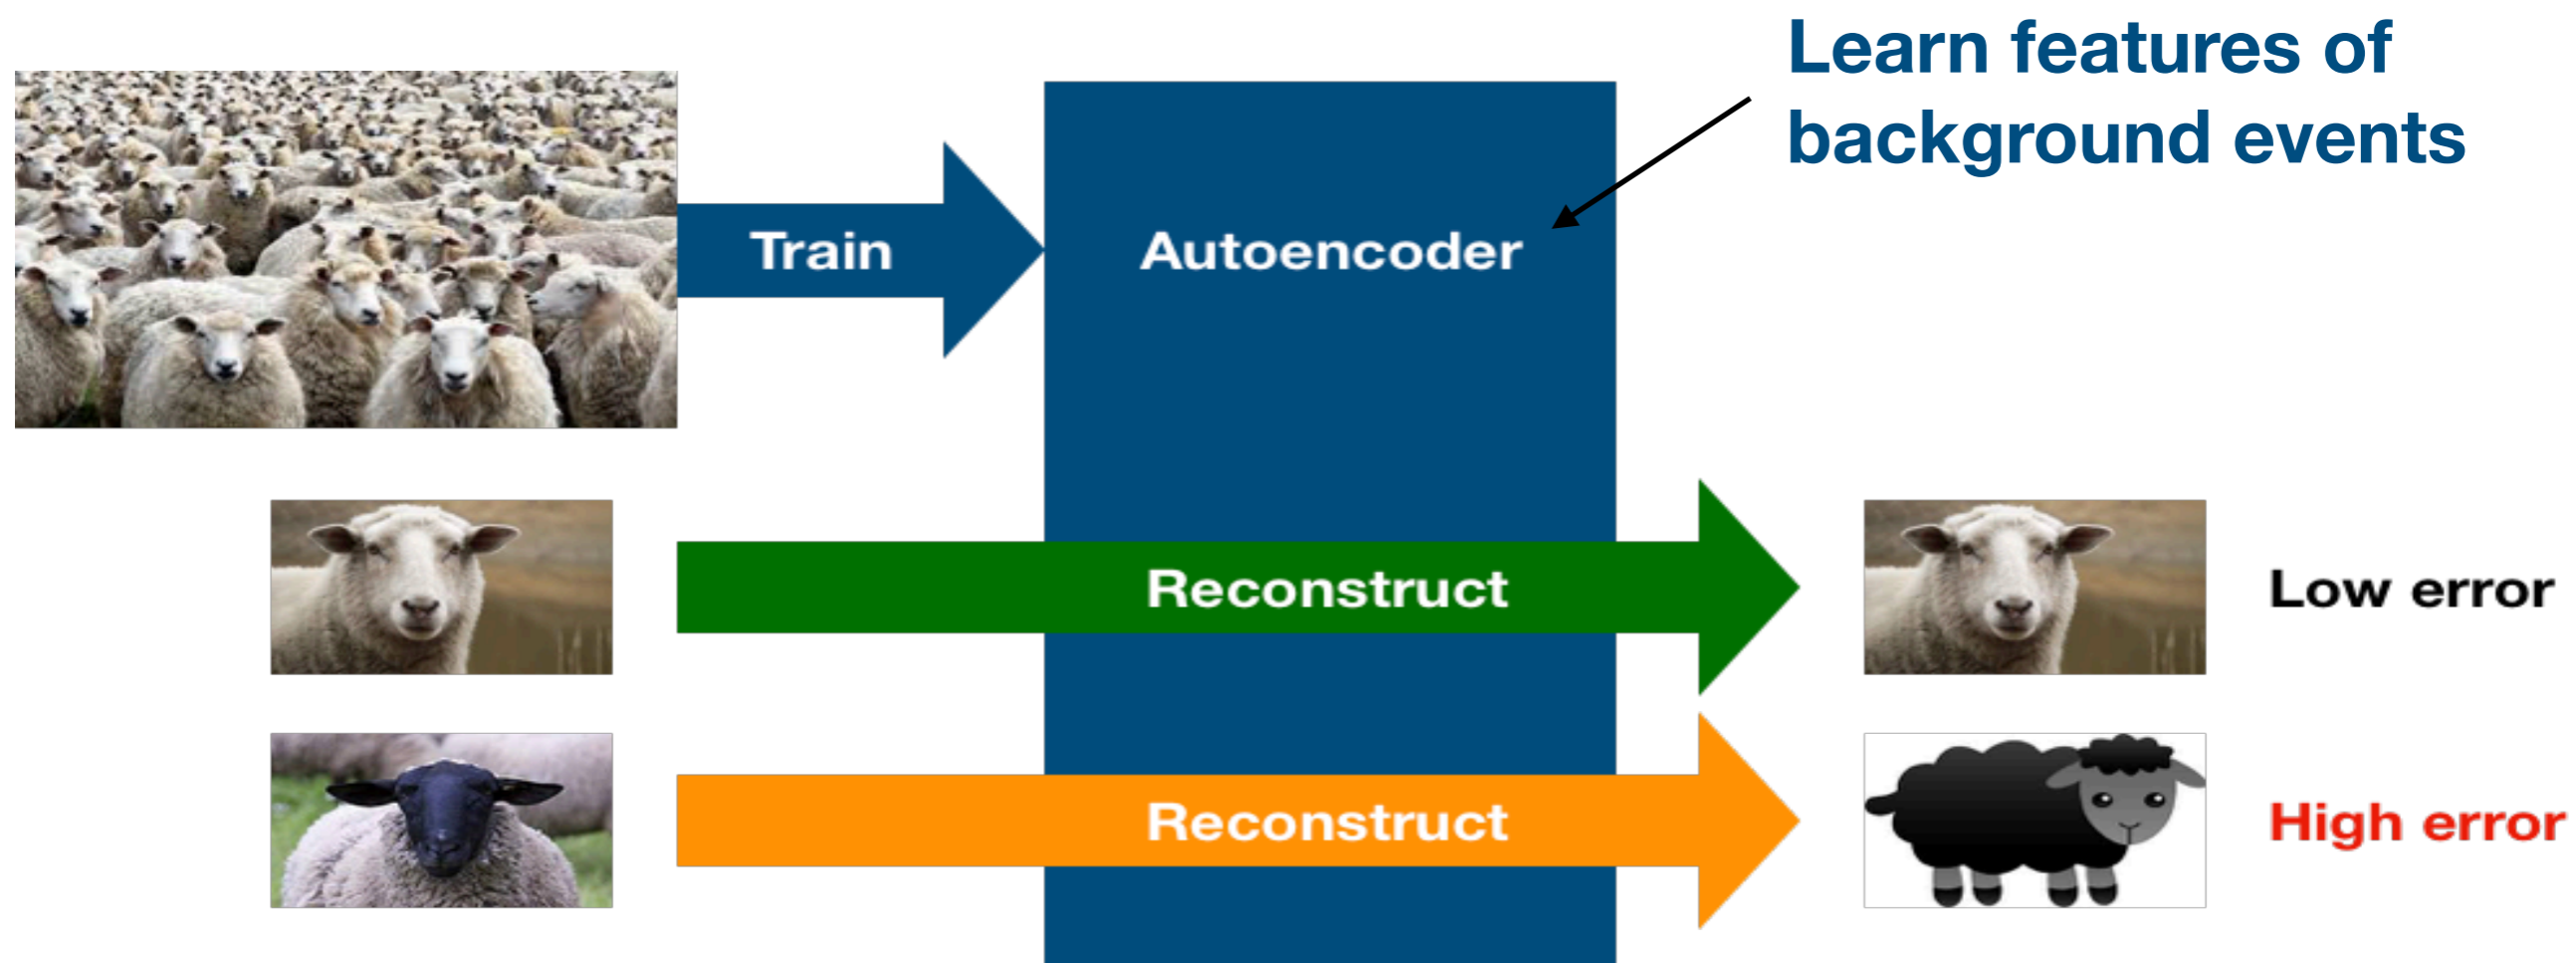 Learn features of
background events
Train
Autoencoder
Reconstruct
Low error
Reconstruct
High error